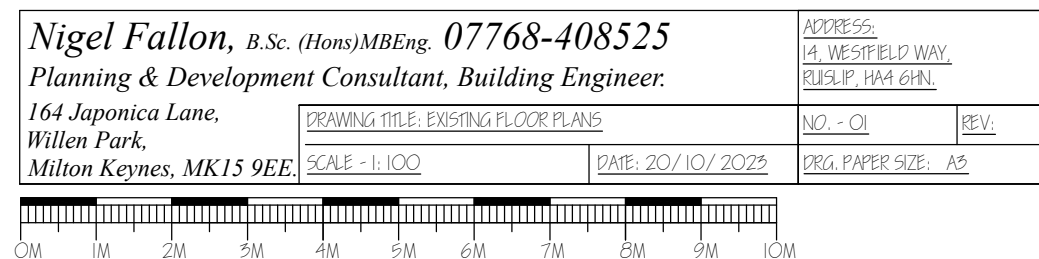 Nigel Fallon, B.Sc. (Hons)MBEng. 07768-408525
Planning & Development Consultant, Building Engineer.
164 Japonica Lane,
Willen Park,
Milton Keynes, MK15 9EE.
DRAWING TITLE: EXISTING FLOOR PLANS
SCALE - 1: 100
DATE: 20/10/2023
ADDRESS:
14, WESTFIELD WAY,
RUISLIP, HA4 6HN.
NO. - 01
REV:
DRG. PAPER SIZE: A3
0M 1M 2M 3M 4M 5M 6M 7M 8M 9M 10M